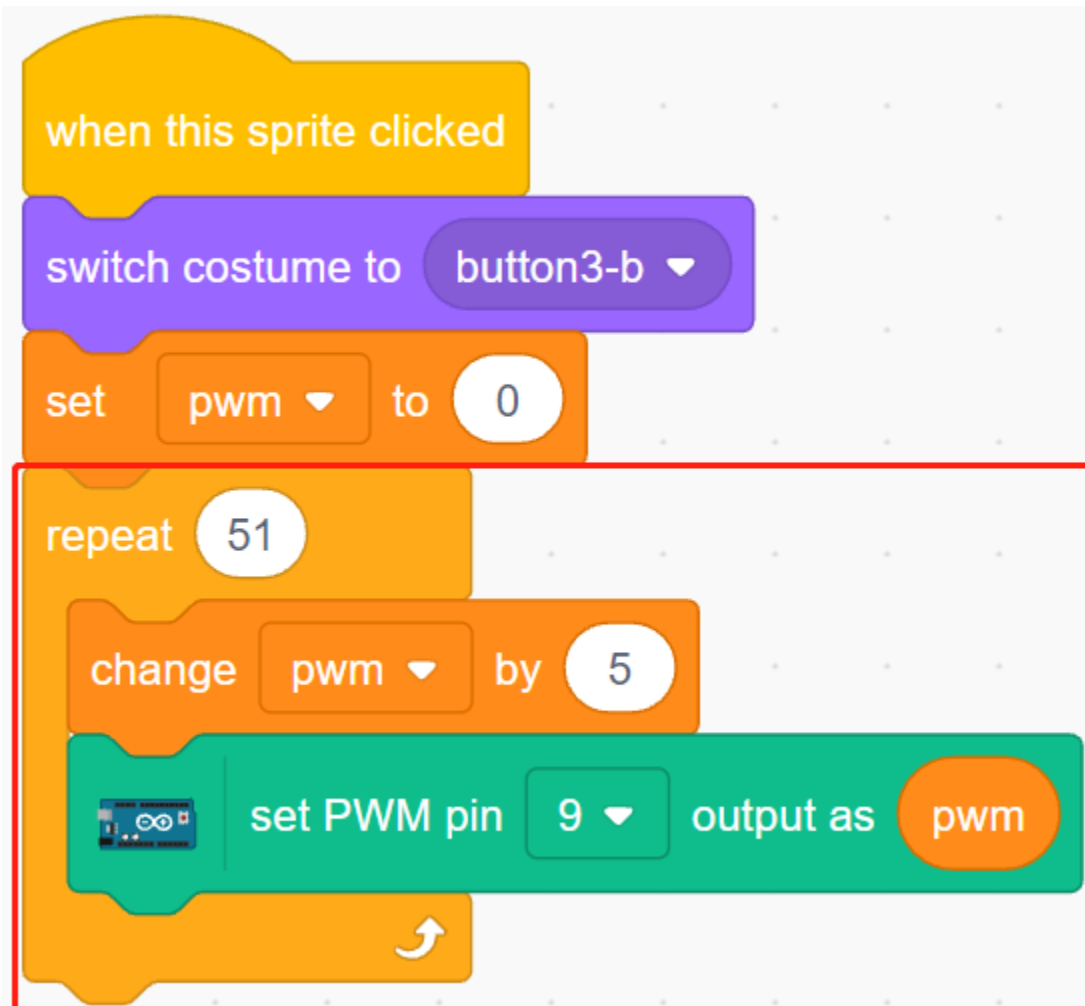 when this sprite clicked
switch costume to button3-b
set pwm to 0
repeat 51
change pwm by 5
set PWM pin 9 output as pwm